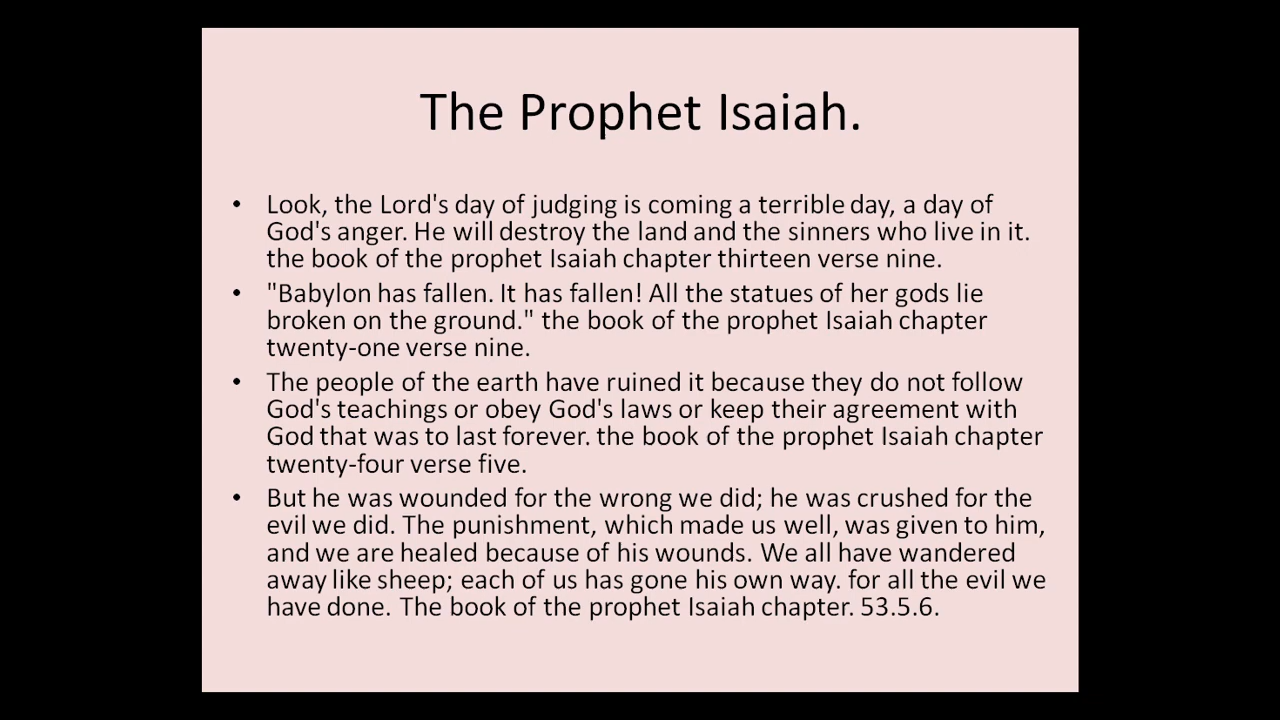 The Prophet Isaiah.
• Look, the Lord's day of judging is coming a terrible day, a day of
God's anger. He will destroy the land and the sinners who live in it.
the book of the prophet Isaiah chapter thirteen verse nine.
• "Babylon has fallen. It has fallen! All the statues of her gods lie
broken on the ground." the book of the prophet Isaiah chapter
twenty-one verse nine.
• The people of the earth have ruined it because they do not follow
God's teachings or obey God's laws or keep their agreement with
God that was to last forever. the book of the prophet Isaiah chapter
twenty-four verse five.
• But he was wounded for the wrong we did; he was crushed for the
evil we did. The punishment, which made us well, was given to him,
and we are healed because of his wounds. We all have wandered
away like sheep; each of us has gone his own way. for all the evil we
have done. The book of the prophet Isaiah chapter. 53.5.6.